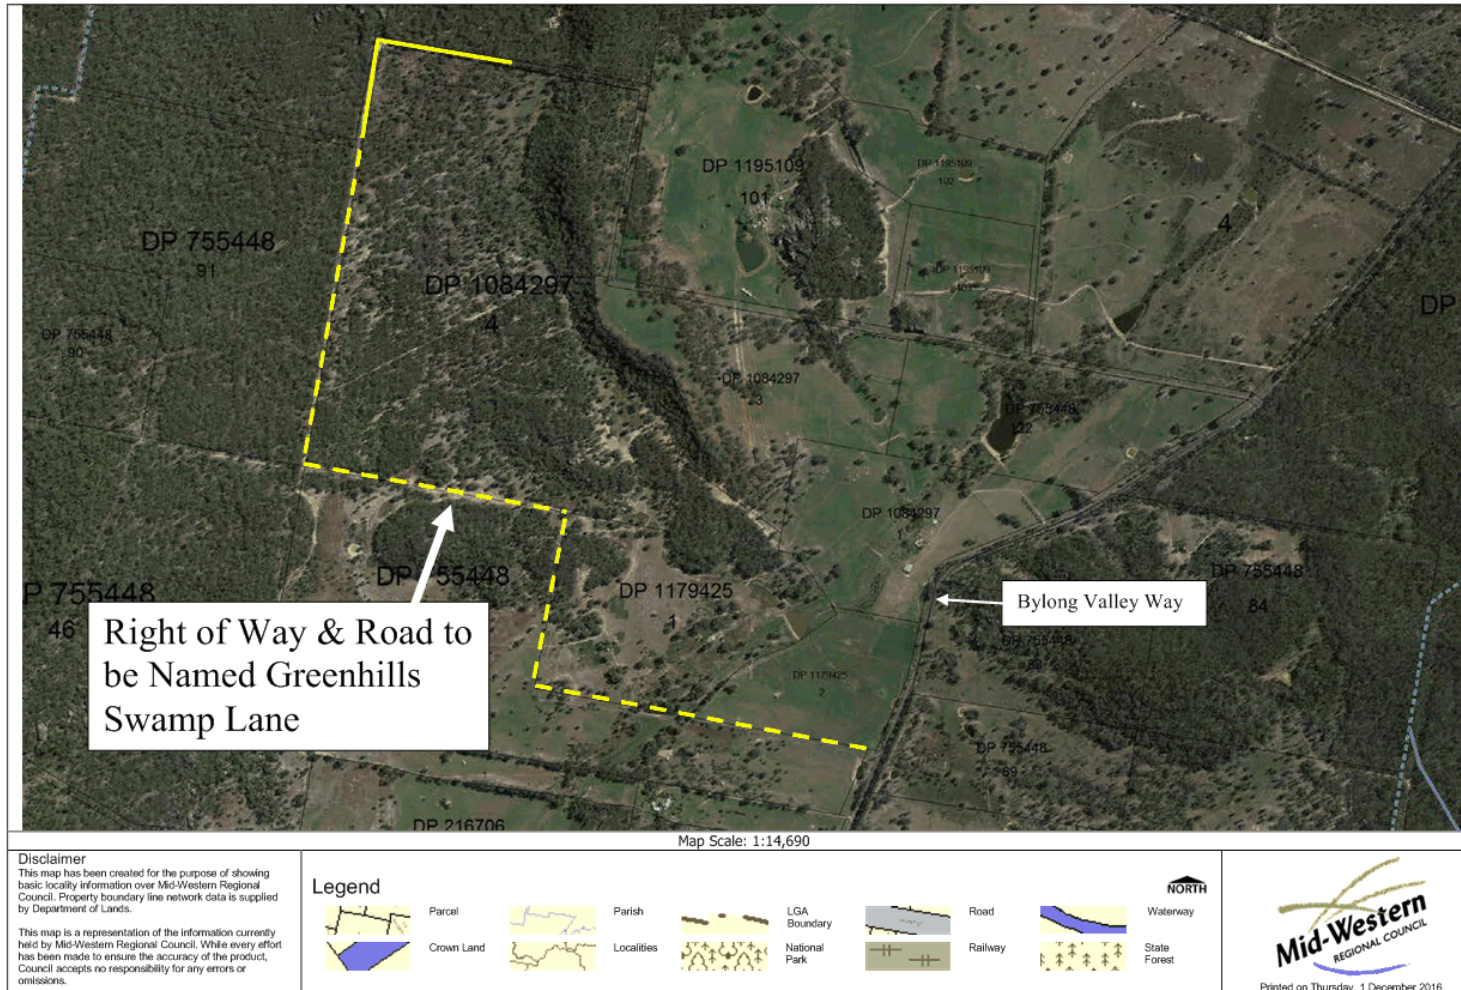 DP 1195109
101
DP 1195109
102
4
DP 755448
91
DP 1084297
4
DP 1195109
103
DP
DP 755448
90
DP 1084297
3
DP 755448
122
DP 1084297
1
DP 755448
DP 1179425
1
DP 755448
84
P 755448
46
Bylong Valley Way
Right of Way & Road to
be Named Greenhills
Swamp Lane
DP 755448
88
DP 1179425
2
DP 755448
89
DP 216706
Map Scale: 1:14,690
Disclaimer
This map has been created for the purpose of showing
basic locality information over Mid-Western Regional
Council. Property boundary line network data is supplied
by Department of Lands.
This map is a representation of the information currently
held by Mid-Western Regional Council. While every effort
has been made to ensure the accuracy of the product,
Council accepts no responsibility for any errors or
omissions.
Legend
NORTH
Parcel
Parish
LGA
Boundary
Road
Waterway
Crown Land
Localities
National
Park
Railway
State
Forest
Mid-Western
REGIONAL COUNCIL
Printed on Thursday, 1 December 2016